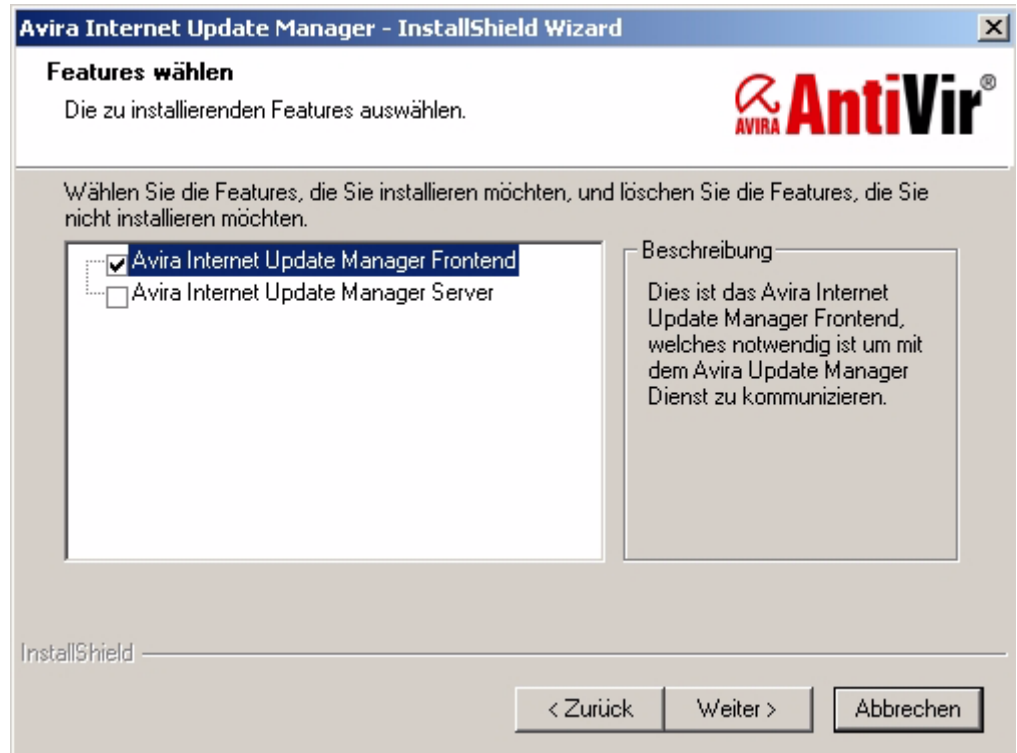 Avira Internet Update Manager - InstallShield Wizard
Features wählen
Die zu installierenden Features auswählen.
AVIRA AntiVir®
Wählen Sie die Features, die Sie installieren möchten, und löschen Sie die Features, die Sie
nicht installieren möchten.
Avira Internet Update Manager Frontend
Avira Internet Update Manager Server
Beschreibung
Dies ist das Avira Internet
Update Manager Frontend,
welches notwendig ist um mit
dem Avira Update Manager
Dienst zu kommunizieren.
InstallShield
< Zurück
Weiter >
Abbrechen